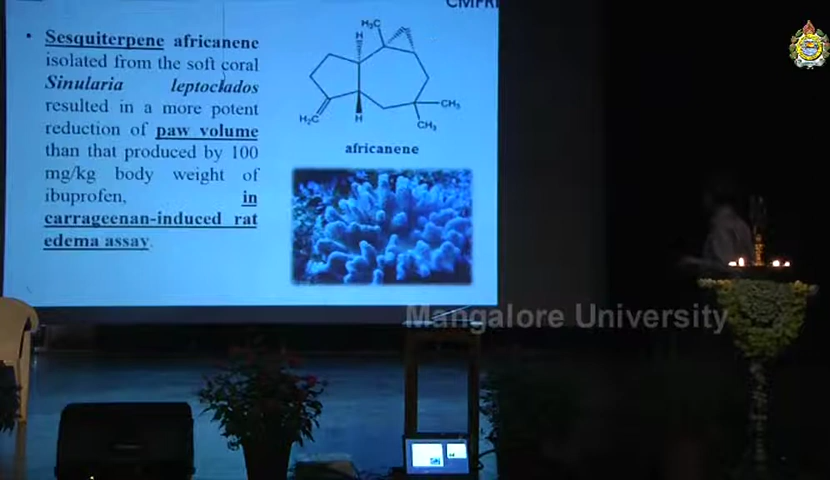 CMFRI
• Sesquiterpene africanene
isolated from the soft coral
Sinularia leptoclados
resulted in a more potent
reduction of paw volume
than that produced by 100
mg/kg body weight of
ibuprofen, in
carrageenan-induced rat
edema assay.
H₃C
H
H₂C
H
CH₃
CH₃
africanene
Mangalore University